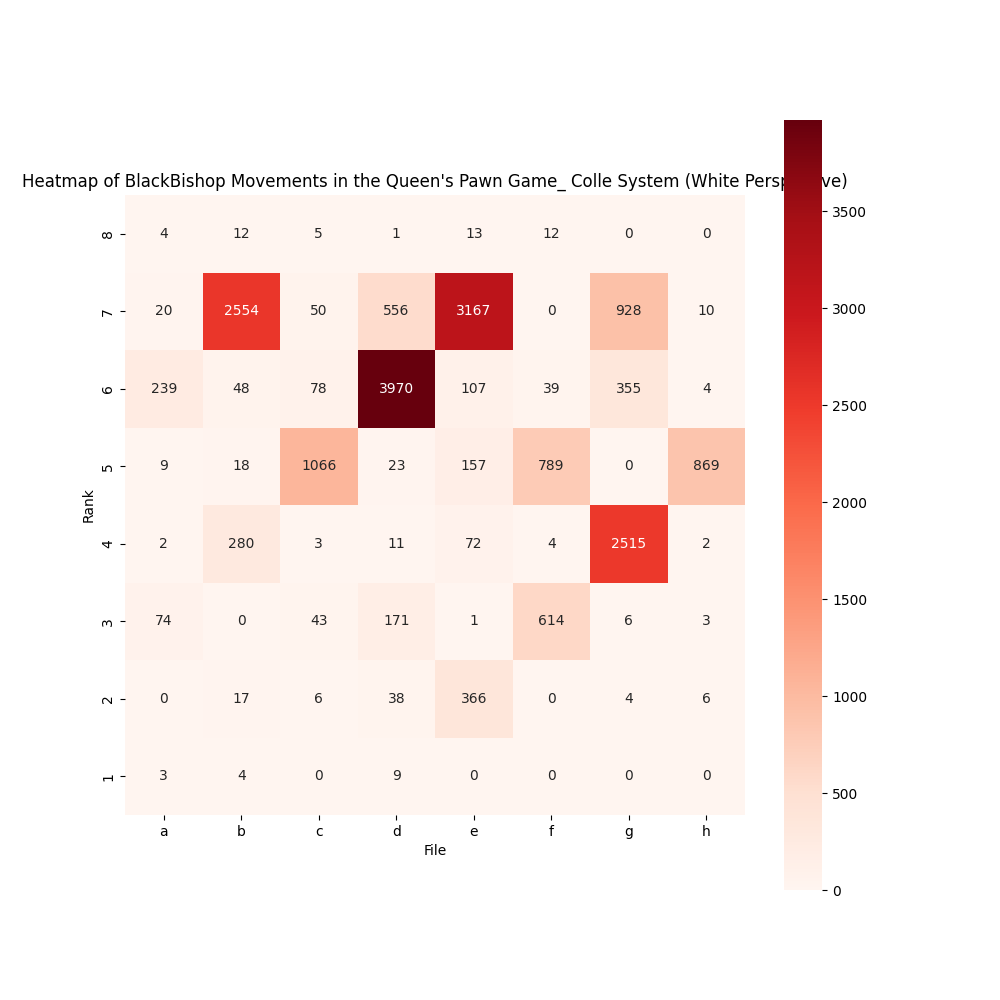 Heatmap of BlackBishop Movements in the Queen's Pawn Game_ Colle System (White Persp ve)
8 4 12 5 1 13 12 0 0
7 20 2554 50 556 3167 0 928 10
6 239 48 78 3970 107 39 355 4
5 9 18 1066 23 157 789 0 869
4 2 280 3 11 72 4 2515 2
3 74 0 43 171 1 614 6 3
2 0 17 6 38 366 0 4 6
1 3 4 0 9 0 0 0 0
a b c d e f g h
File
Rank
3500
3000
2500
2000
1500
1000
500
0